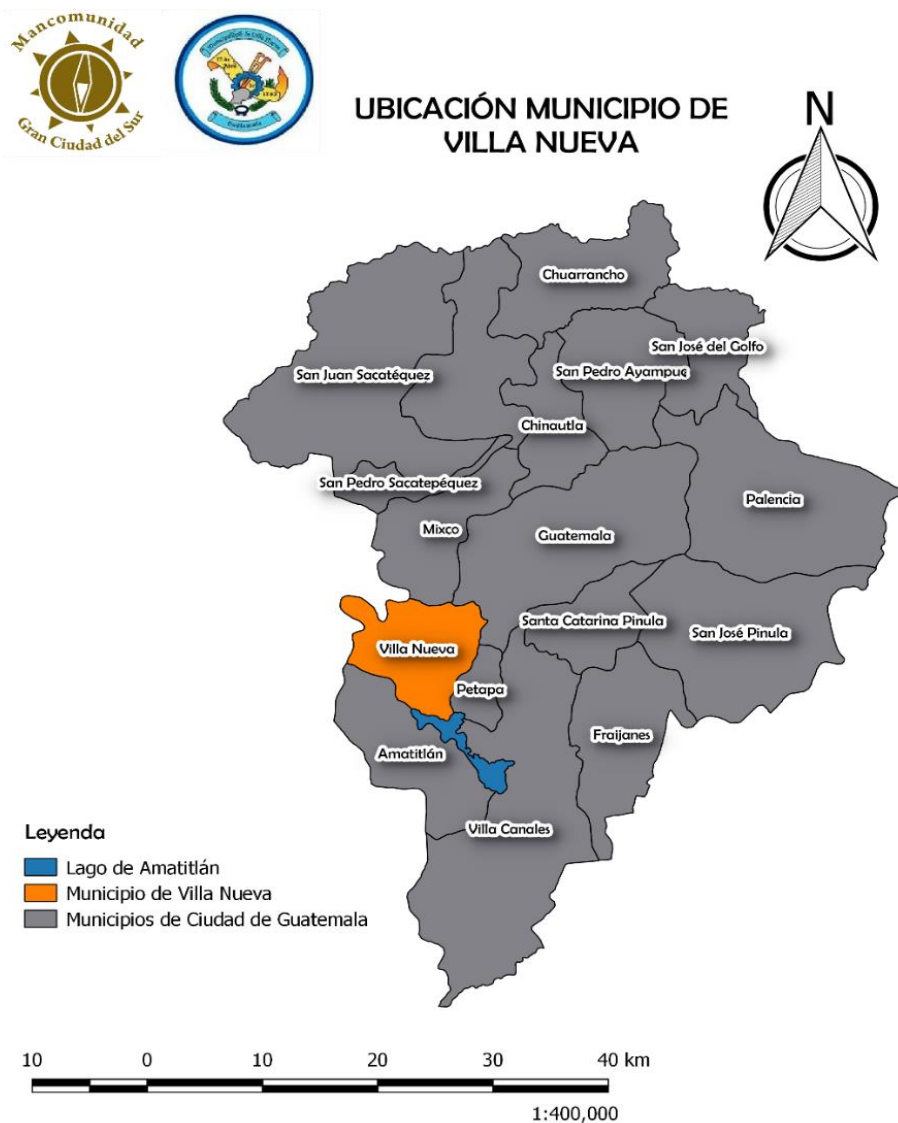 Mancomunidad
Gran Ciudad del Sur
UBICACIÓN MUNICIPIO DE
VILLA NUEVA
N
Chuarrancho
San José del Golfo
San Juan Sacatéquez
San Pedro Ayampuc
Chinautla
San Pedro Sacatepéquez
Palencia
Mixco
Guatemala
Santa Catarina Pinula
San José Pinula
Villa Nueva
Petapa
Fraijanes
Amatitlán
Villa Canales
Leyenda
Lago de Amatitlán
Municipio de Villa Nueva
Municipios de Ciudad de Guatemala
10 0 10 20 30 40 km
1:400,000